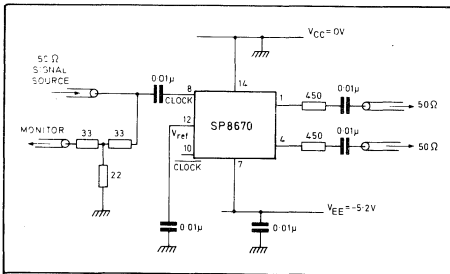 VCC = 0V
50 Ω
SIGNAL
SOURCE
0·01μ
8
CLOCK
14
1
450
0·01μ
50Ω
MONITOR
33
33
12
Vref
SP8670
10
CLOCK
4
450
0·01μ
50Ω
7
22
VEE = -5·2V
0·01μ
0·01μ